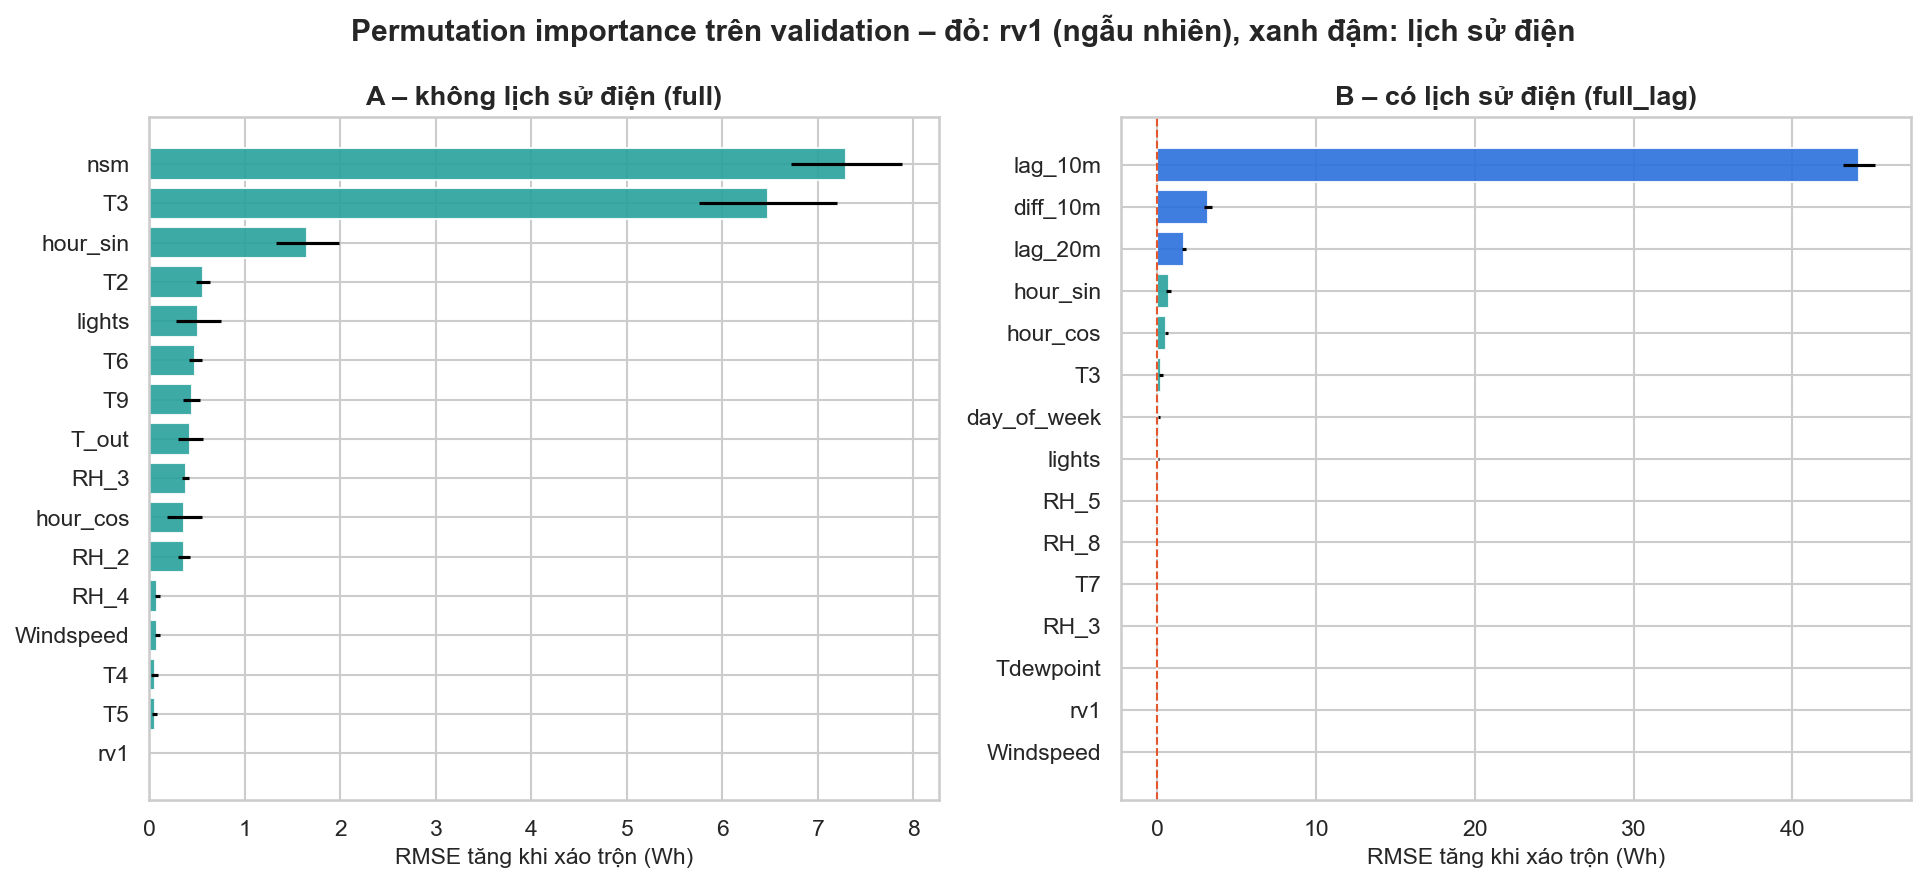 Permutation importance trên validation – đỏ: rv1 (ngẫu nhiên), xanh đậm: lịch sử điện
A – không lịch sử điện (full)
nsm
T3
hour_sin
T2
lights
T6
T9
T_out
RH_3
hour_cos
RH_2
RH_4
Windspeed
T4
T5
rv1
0 1 2 3 4 5 6 7 8
RMSE tăng khi xáo trộn (Wh)
B – có lịch sử điện (full_lag)
lag_10m
diff_10m
lag_20m
hour_sin
hour_cos
T3
day_of_week
lights
RH_5
RH_8
T7
RH_3
Tdewpoint
rv1
Windspeed
0 10 20 30 40
RMSE tăng khi xáo trộn (Wh)